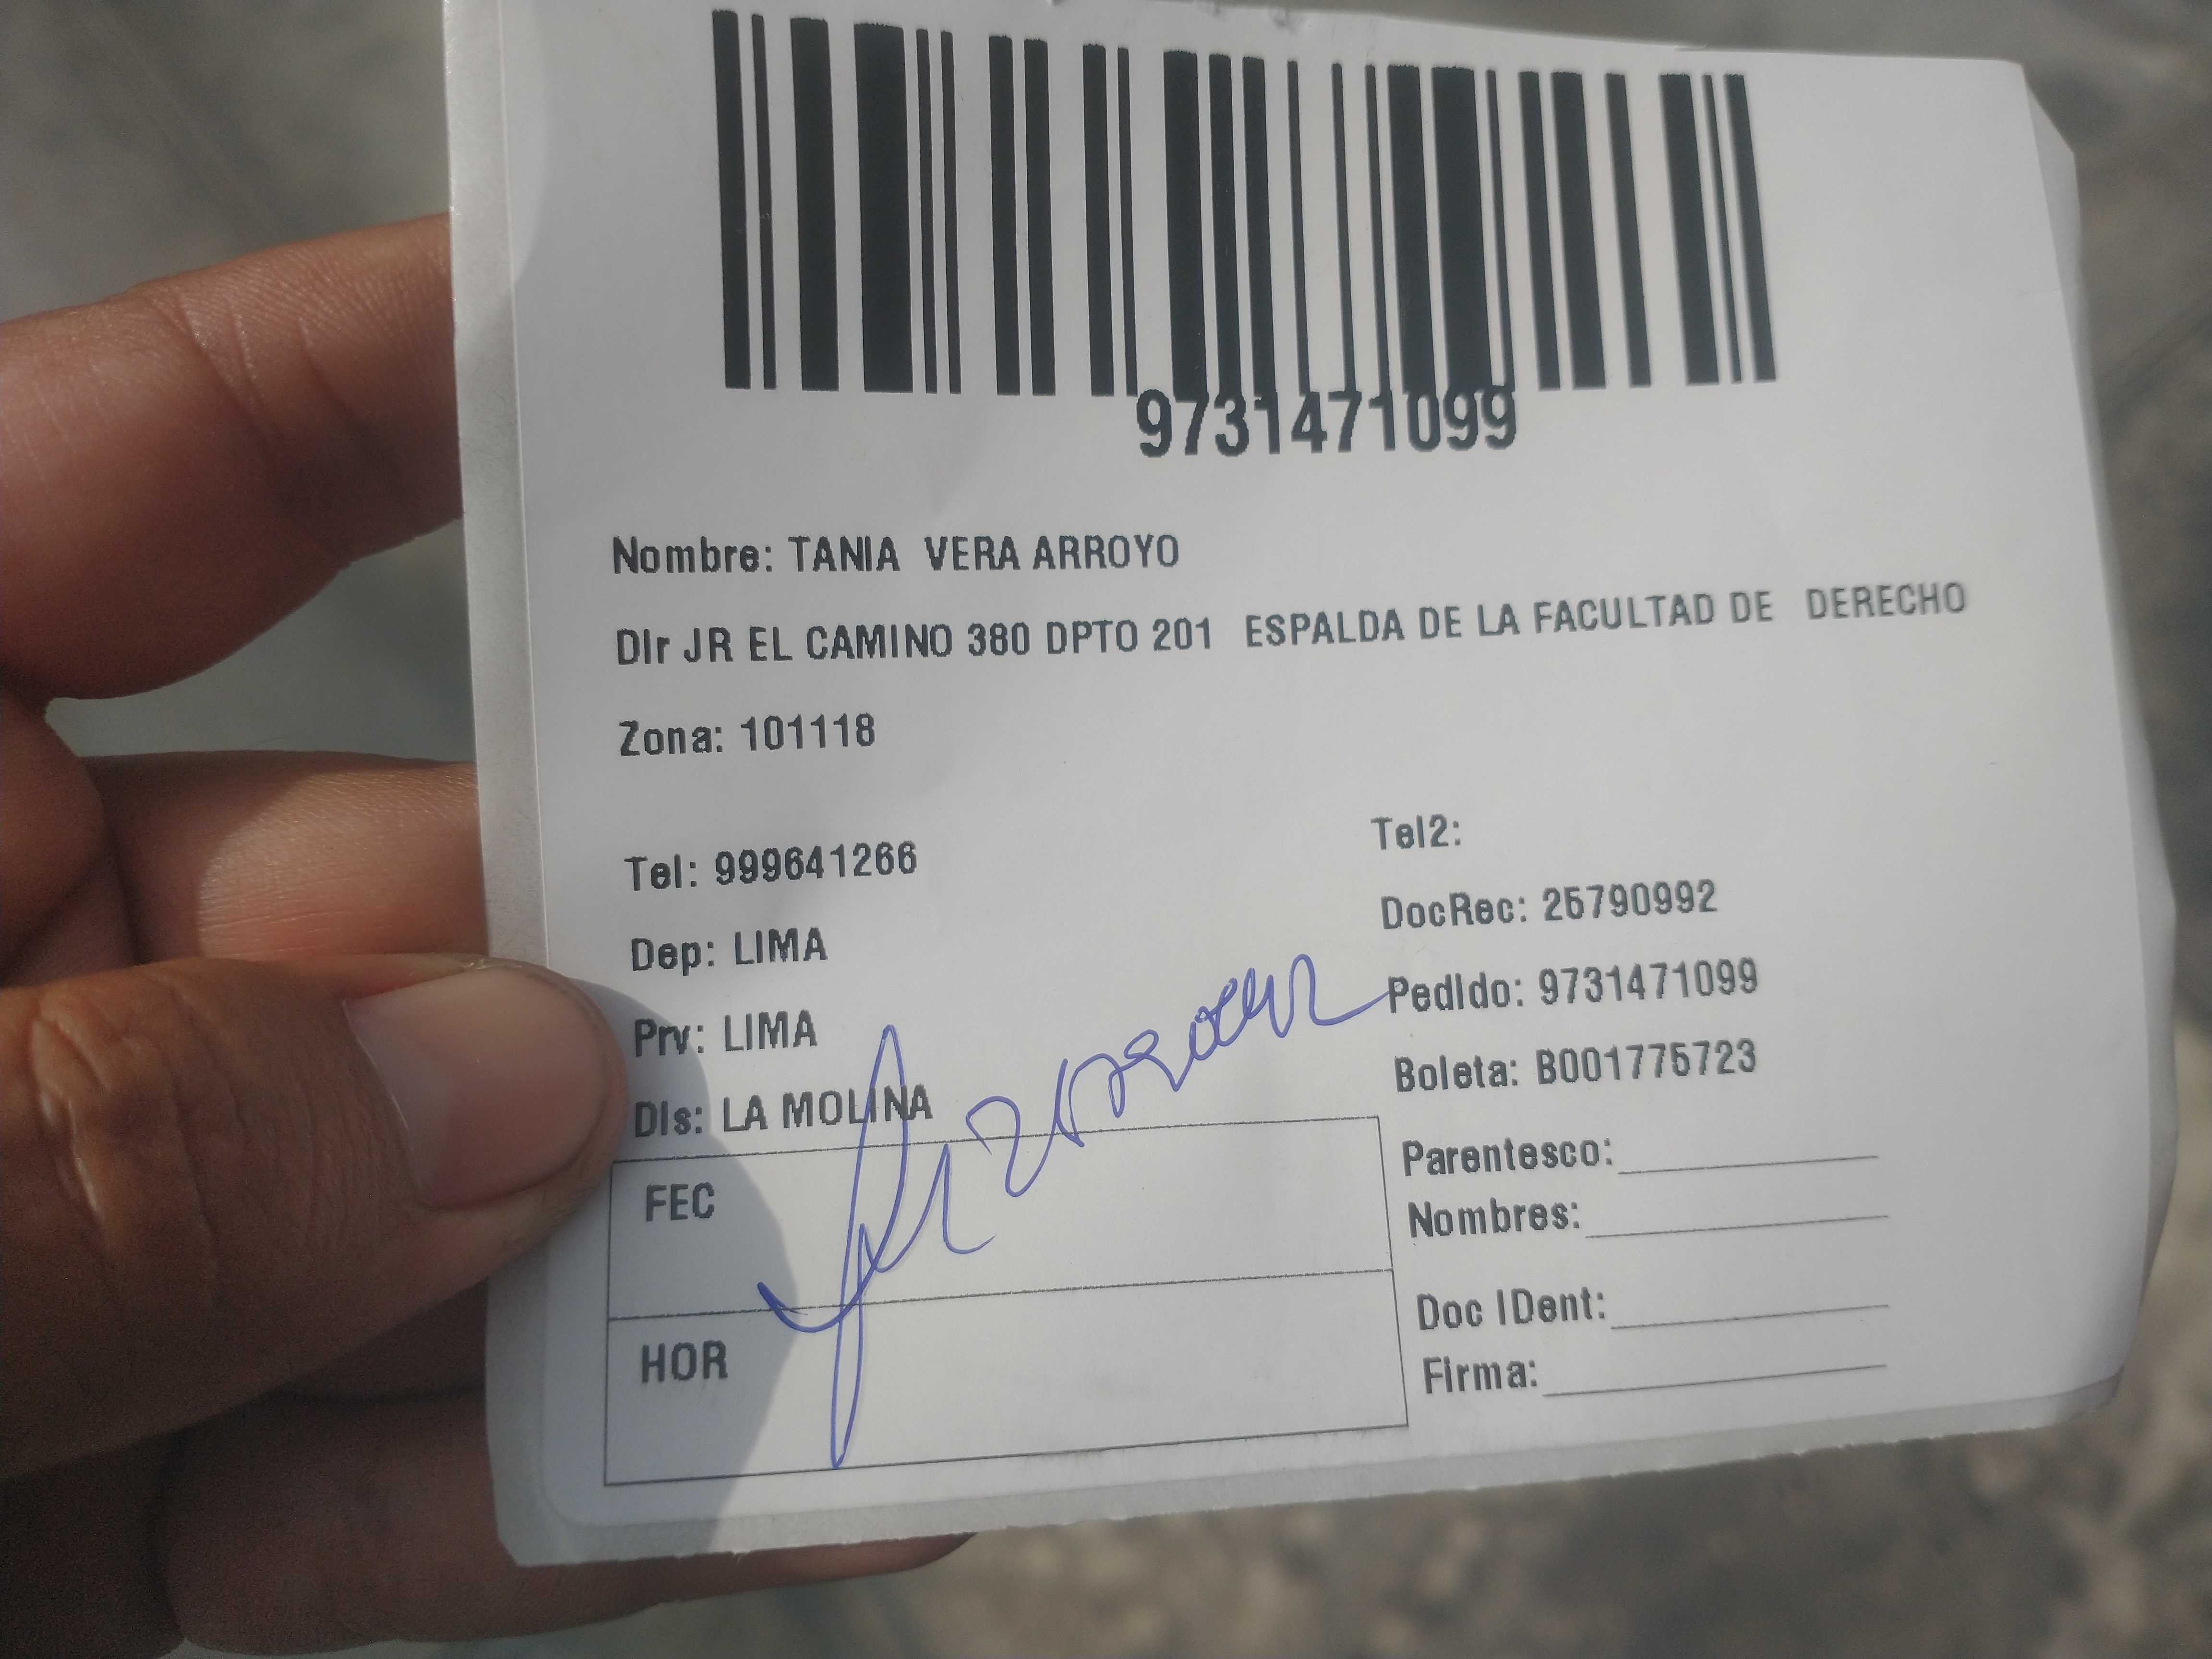 9731471099
Nombre: TANIA VERA ARROYO
DIr JR EL CAMINO 380 DPTO 201 ESPALDA DE LA FACULTAD DE DERECHO
Zona: 101118
Tel: 999641266
Tel2:
DocRec: 25790992
Dep: LIMA
Pedido: 9731471099
Prv: LIMA
Boleta: B001775723
DIs: LA MOLINA
Parentesco:
FEC
Nombres:
Doc IDent:
HOR
Firma: